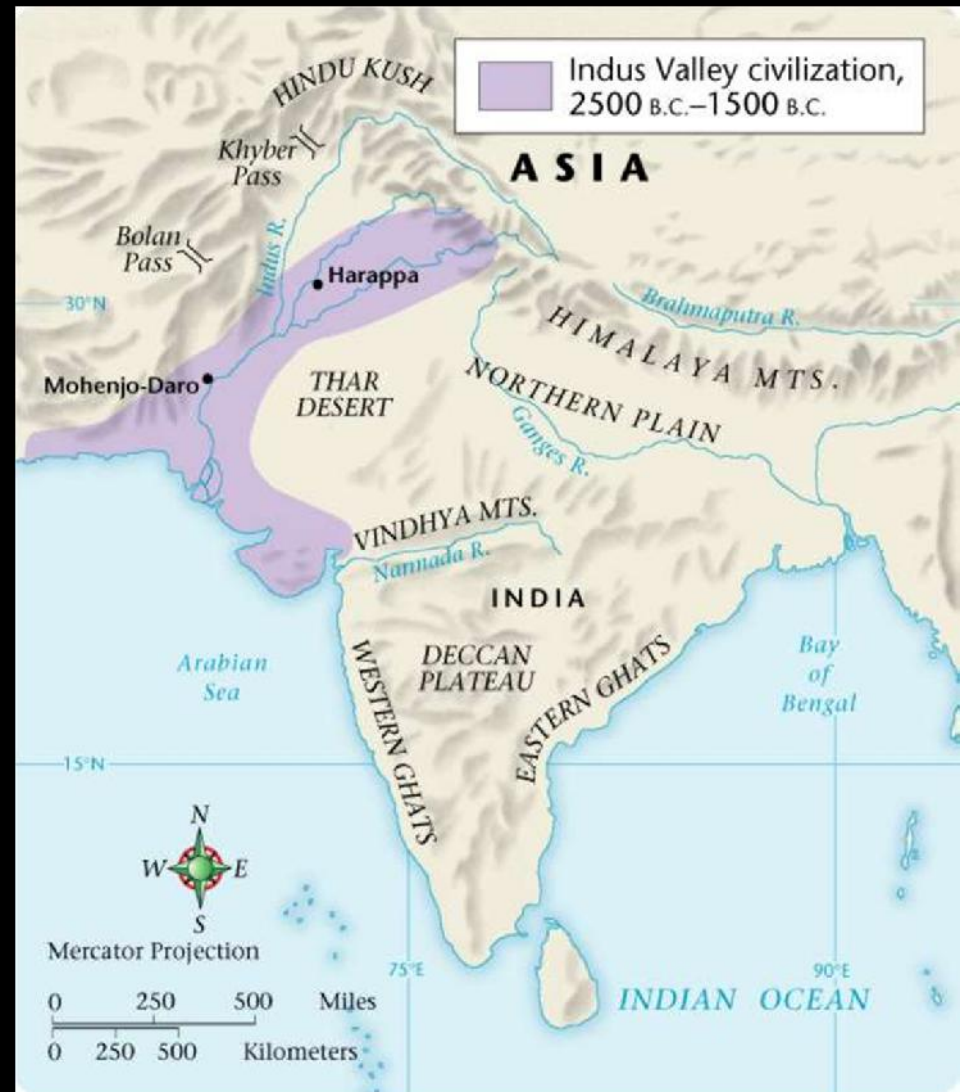 Indus Valley civilization,
2500 B.C.–1500 B.C.
HINDU KUSH
Khyber
Pass
ASIA
Bolan
Pass
Indus R.
Harappa
30°N
Brahmaputra R.
HIMALAYA MTS.
Mohenjo-Daro
THAR
DESERT
NORTHERN PLAIN
Ganges R.
VINDHYA MTS.
Narmada R.
INDIA
Arabian
Sea
DECCAN
PLATEAU
WESTERN GHATS
EASTERN GHATS
Bay
of
Bengal
15°N
N
W E
S
Mercator Projection
75°E
90°E
0 250 500 Miles
0 250 500 Kilometers
INDIAN OCEAN